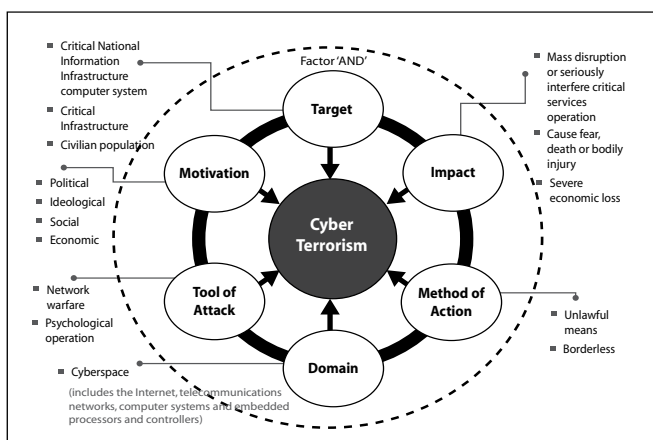 Factor 'AND'
▪ Critical National
Information
Infrastructure
computer system
▪ Critical
Infrastructure
▪ Civilian population
Target
▪ Mass disruption
or seriously
interfere critical
services
operation
▪ Cause fear,
death or bodily
injury
▪ Severe
economic loss
Motivation
Impact
▪ Political
▪ Ideological
▪ Social
▪ Economic
Cyber
Terrorism
▪ Network
warfare
▪ Psychological
operation
Tool of
Attack
Method of
Action
▪ Unlawful
means
▪ Borderless
Domain
▪ Cyberspace
(includes the Internet, telecommunications
networks, computer systems and embedded
processors and controllers)